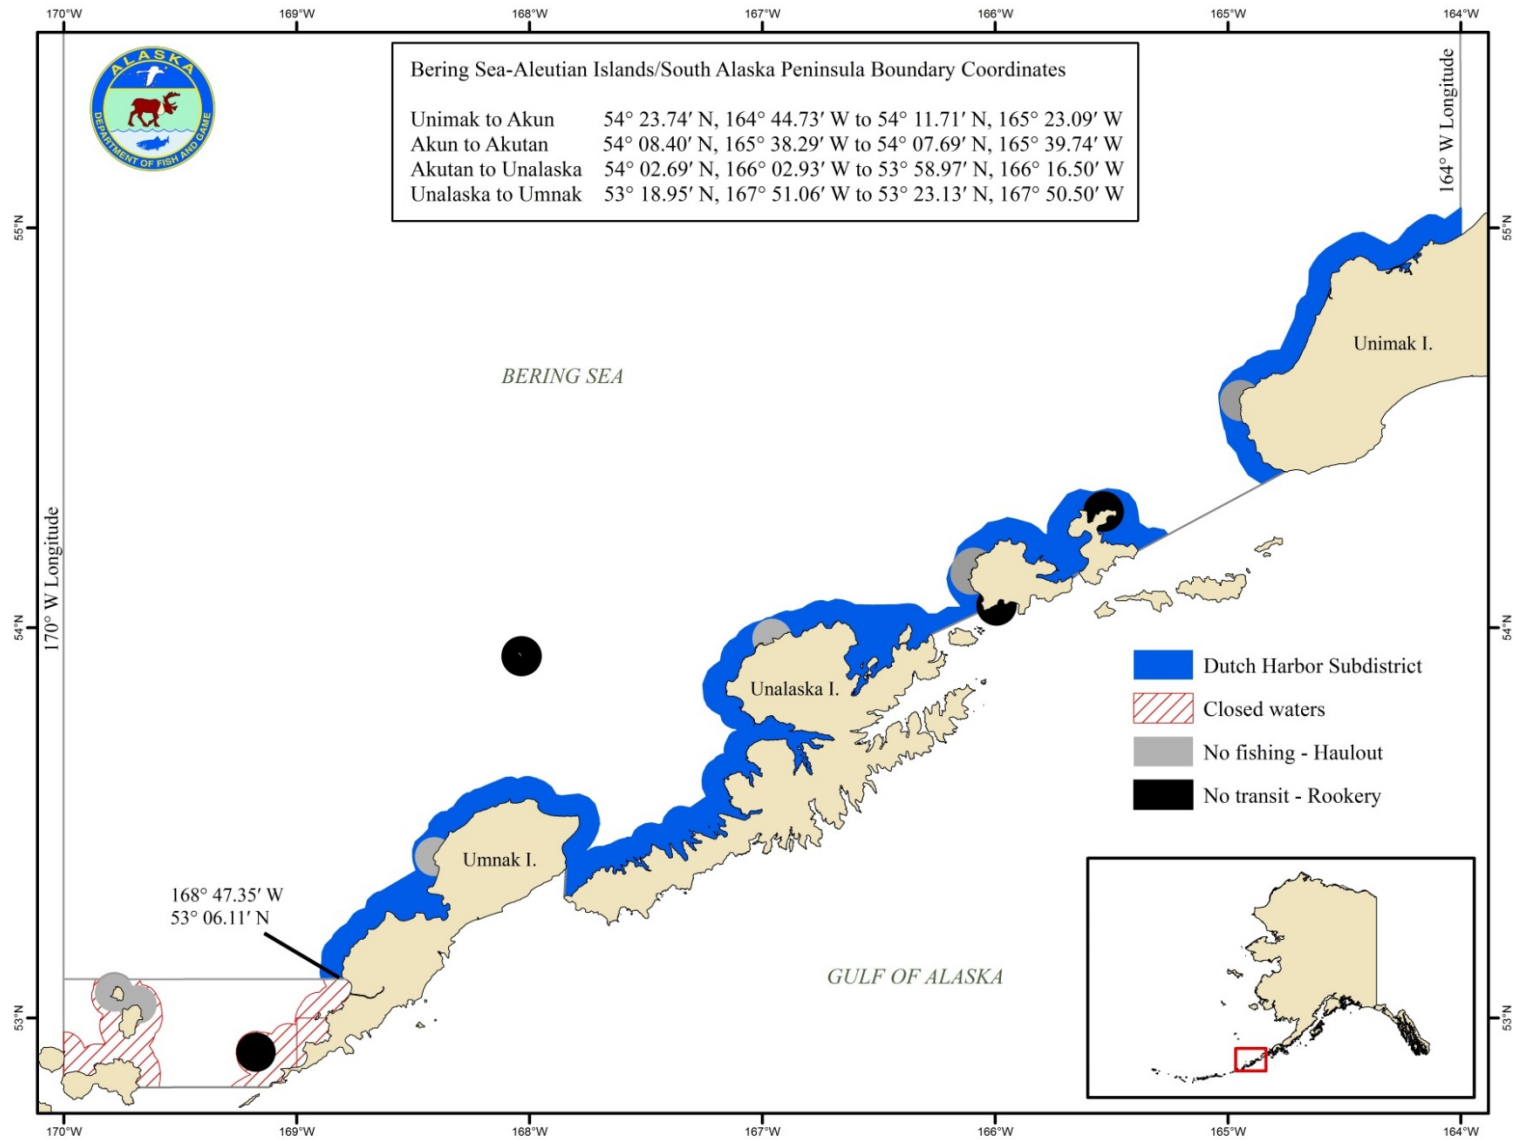 170°W 169°W 168°W 167°W 166°W 165°W 164°W
ALASKA
DEPARTMENT OF FISH AND GAME
Bering Sea-Aleutian Islands/South Alaska Peninsula Boundary Coordinates
Unimak to Akun 54° 23.74′ N, 164° 44.73′ W to 54° 11.71′ N, 165° 23.09′ W
Akun to Akutan 54° 08.40′ N, 165° 38.29′ W to 54° 07.69′ N, 165° 39.74′ W
Akutan to Unalaska 54° 02.69′ N, 166° 02.93′ W to 53° 58.97′ N, 166° 16.50′ W
Unalaska to Umnak 53° 18.95′ N, 167° 51.06′ W to 53° 23.13′ N, 167° 50.50′ W
164° W Longitude
55°N
55°N
Unimak I.
BERING SEA
170° W Longitude
54°N
54°N
Unalaska I.
Dutch Harbor Subdistrict
Closed waters
No fishing - Haulout
No transit - Rookery
Umnak I.
168° 47.35′ W
53° 06.11′ N
GULF OF ALASKA
53°N
53°N
170°W 169°W 168°W 167°W 166°W 165°W 164°W